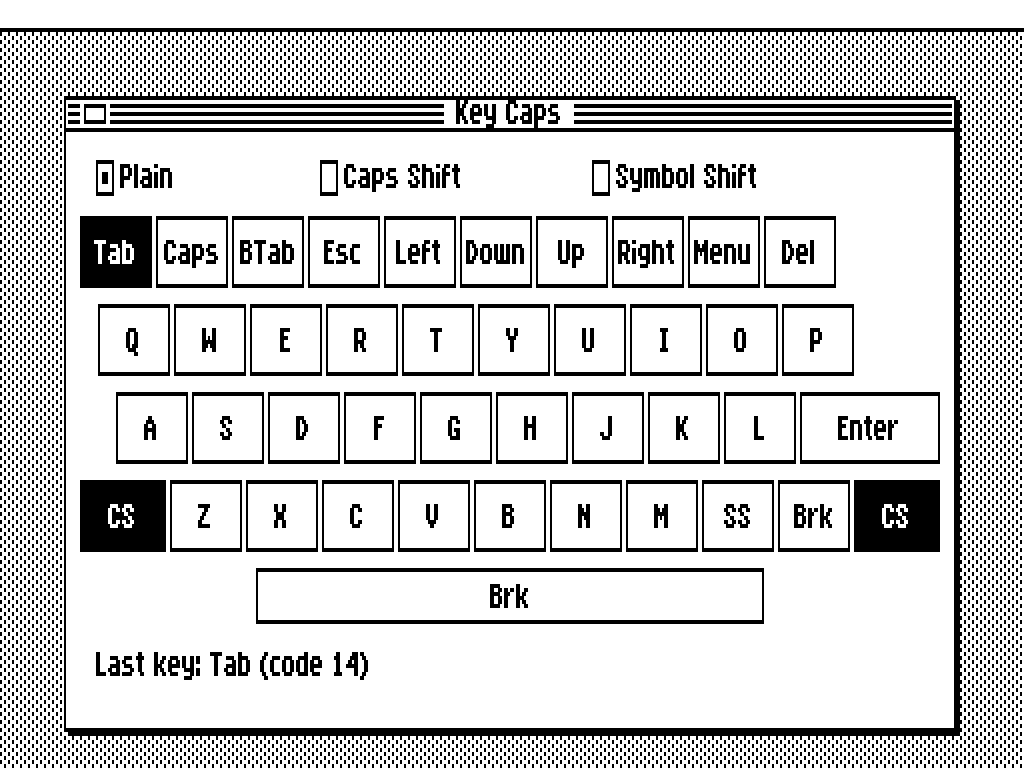 Key Caps
Plain Caps Shift Symbol Shift
Tab Caps BTab Esc Left Down Up Right Menu Del
Q W E R T Y U I O P
A S D F G H J K L Enter
CS Z X C V B N M SS Brk CS
Brk
Last key: Tab (code 14)